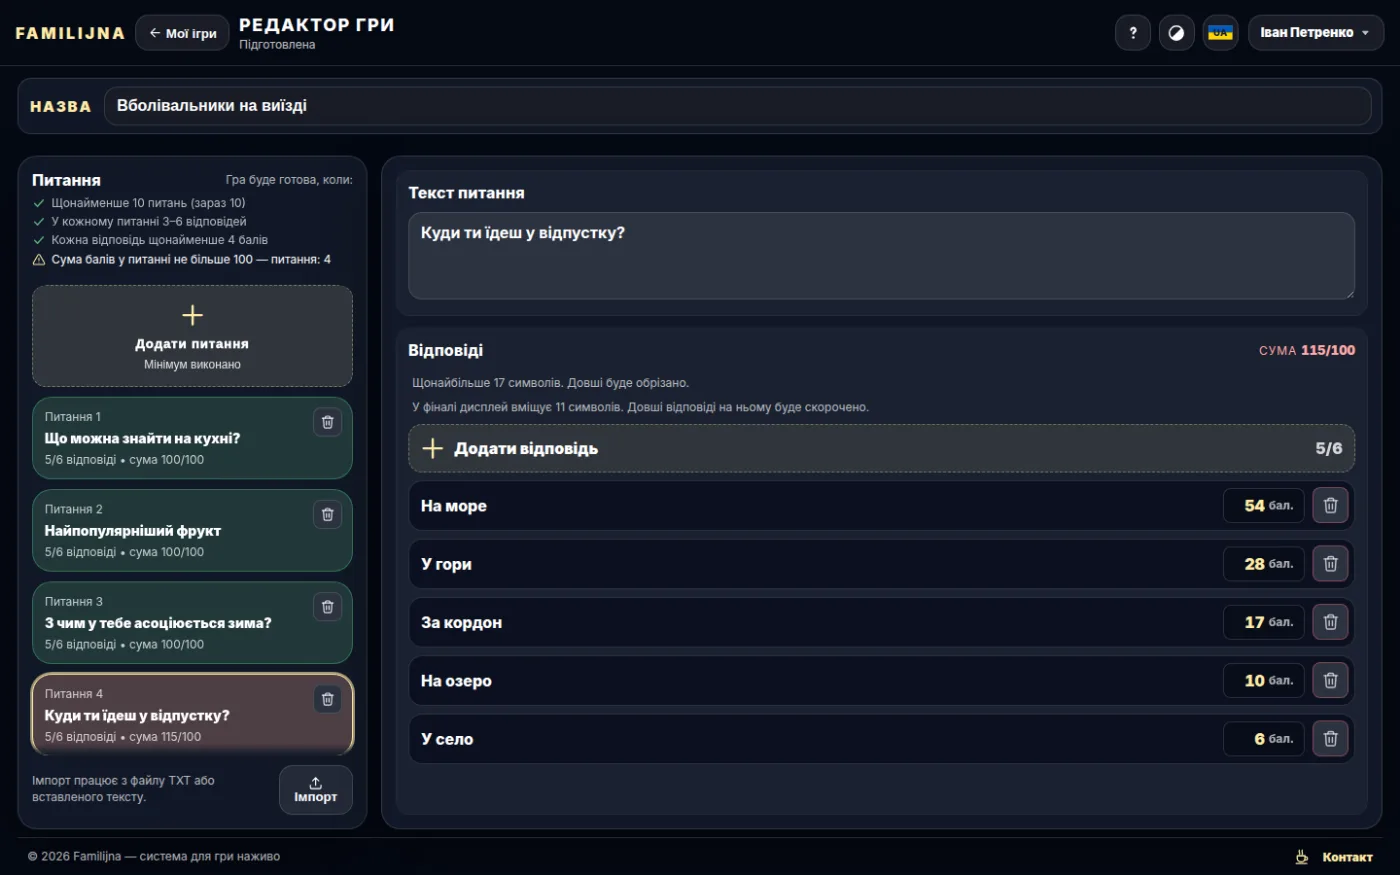 FAMILIJNA
← Мої ігри
РЕДАКТОР ГРИ
Підготовлена
?
UA
Іван Петренко
НАЗВА
Вболівальники на виїзді
Питання
Гра буде готова, коли:
Щонайменше 10 питань (зараз 10)
У кожному питанні 3–6 відповідей
Кожна відповідь щонайменше 4 балів
Сума балів у питанні не більше 100 — питання: 4
Додати питання
Мінімум виконано
Питання 1
Що можна знайти на кухні?
5/6 відповіді • сума 100/100
Питання 2
Найпопулярніший фрукт
5/6 відповіді • сума 100/100
Питання 3
З чим у тебе асоціюється зима?
5/6 відповіді • сума 100/100
Питання 4
Куди ти їдеш у відпустку?
5/6 відповіді • сума 115/100
Імпорт працює з файлу TXT або
вставленого тексту.
Імпорт
Текст питання
Куди ти їдеш у відпустку?
Відповіді
СУМА 115/100
Щонайбільше 17 символів. Довші буде обрізано.
У фіналі дисплей вміщує 11 символів. Довші відповіді на ньому буде скорочено.
Додати відповідь
5/6
На море
54 бал.
У гори
28 бал.
За кордон
17 бал.
На озеро
10 бал.
У село
6 бал.
© 2026 Familijna — система для гри наживо
Контакт